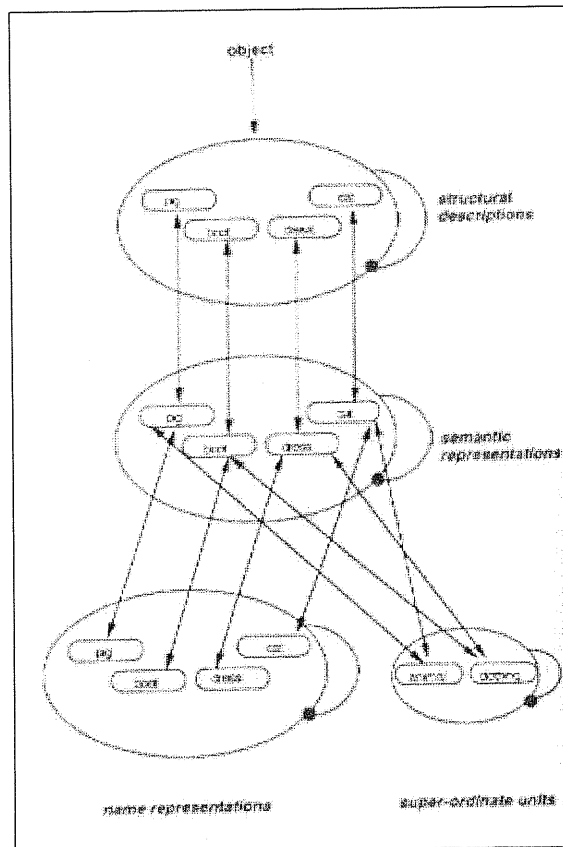 object
pig
cat
boot
dress
structural
descriptions
pig
cat
boot
dress
semantic
representations
pig
cat
boot
dress
animal
clothing
name representations
super-ordinate units